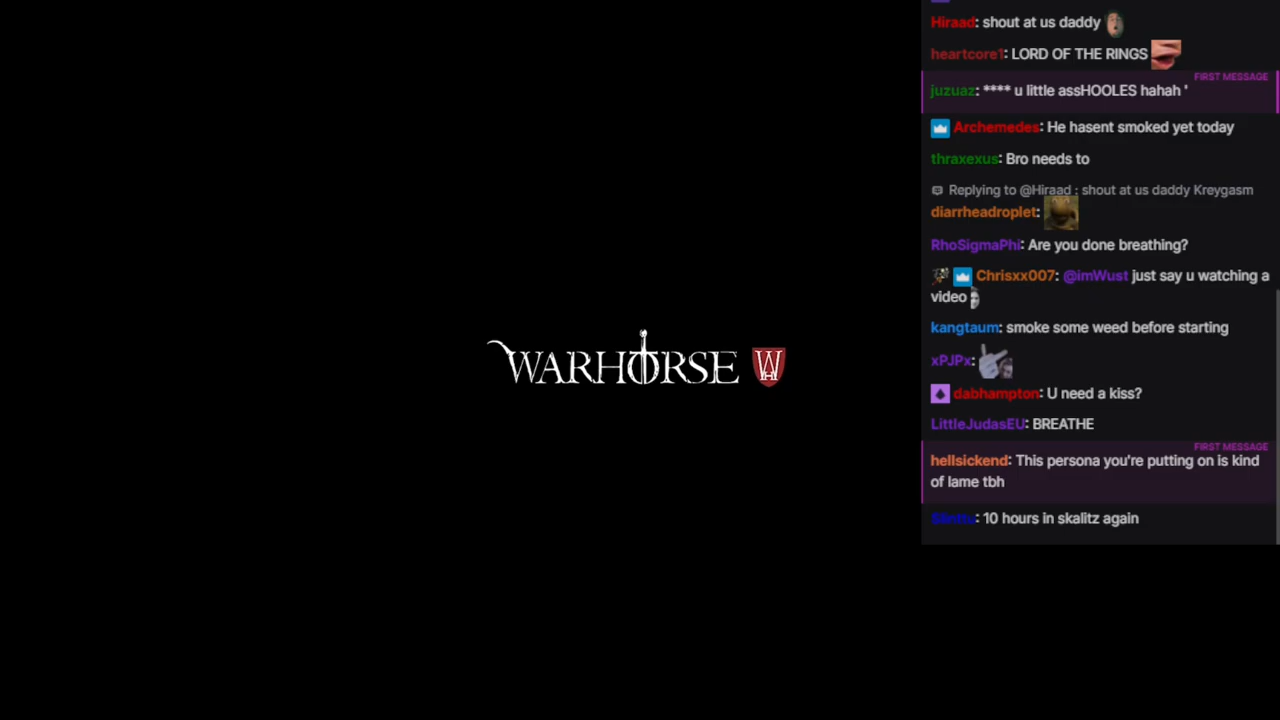 Hiraad: shout at us daddy
heartcore1: LORD OF THE RINGS
FIRST MESSAGE
juzuaz: **** u little assHOOLES hahah '
Archemedes: He hasent smoked yet today
thraxexus: Bro needs to
Replying to @Hiraad : shout at us daddy Kreygasm
diarrheadroplet:
RhoSigmaPhi: Are you done breathing?
Chrisxx007: @imWust just say u watching a
video
WARHORSE WH
kangtaum: smoke some weed before starting
xPJPx:
dabhampton: U need a kiss?
LittleJudasEU: BREATHE
FIRST MESSAGE
hellsickend: This persona you're putting on is kind
of lame tbh
: 10 hours in skalitz again